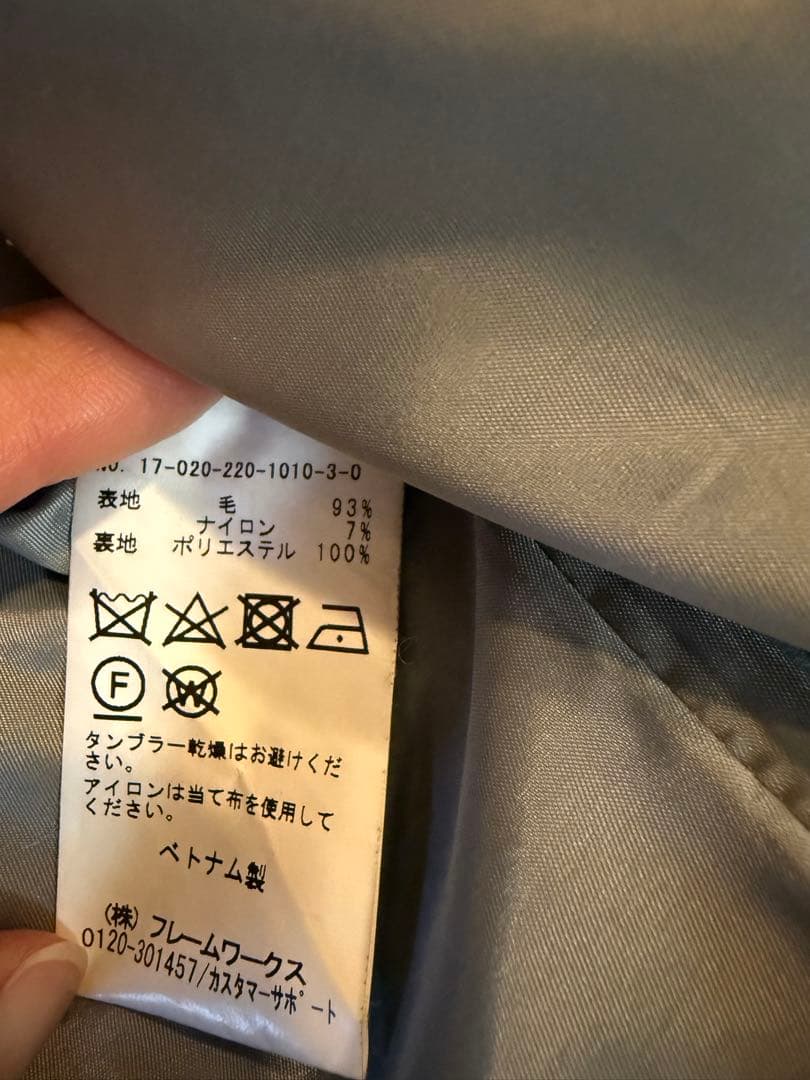 NO. 17-020-220-1010-3-0
表地 毛 93%
ナイロン 7%
裏地 ポリエステル 100%
F W
タンブラー乾燥はお避けくだ
さい。
アイロンは当て布を使用して
ください。
ベトナム製
(株) フレームワークス
0120-301457/カスタマーサポート